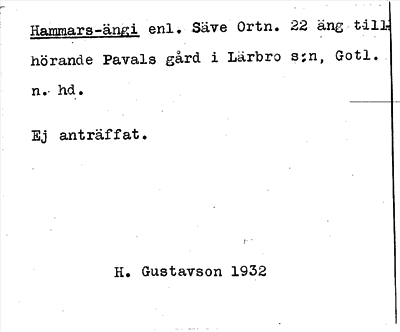 Hammars-ängi enl. Säve Ortn. 22 äng till-
hörande Pavals gård i Lärbro s:n, Gotl.
n. hd.
Ej anträffat.
H. Gustavson 1932